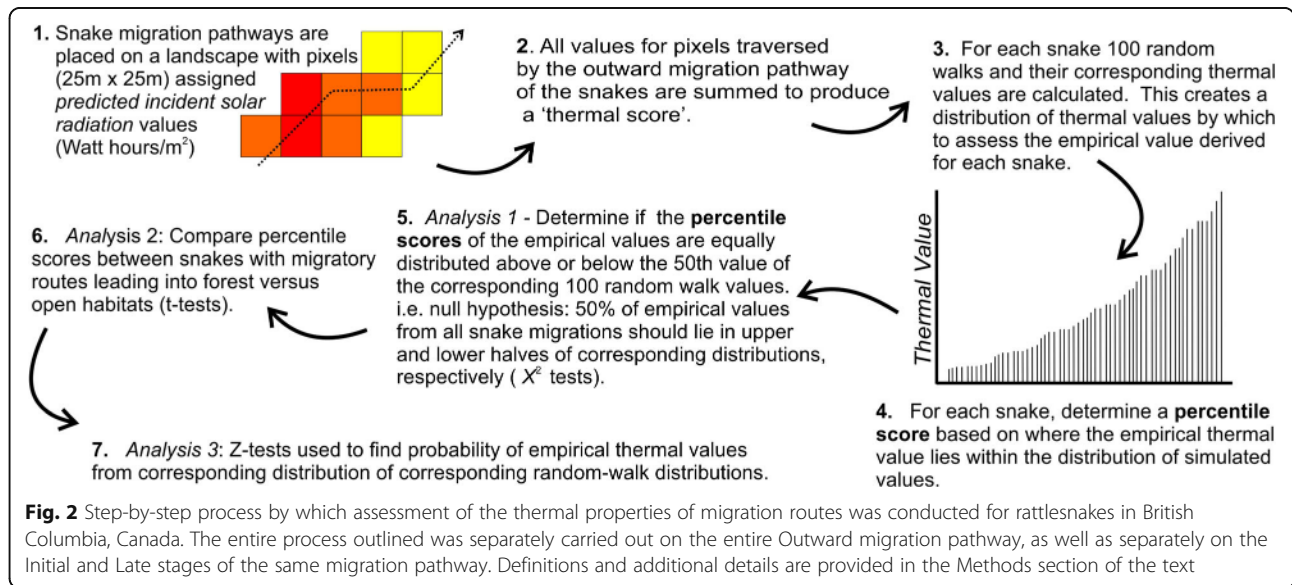 1. Snake migration pathways are
placed on a landscape with pixels
(25m x 25m) assigned
predicted incident solar
radiation values
(Watt hours/m²)
2. All values for pixels traversed
by the outward migration pathway
of the snakes are summed to produce
a 'thermal score'.
3. For each snake 100 random
walks and their corresponding thermal
values are calculated. This creates a
distribution of thermal values by which
to assess the empirical value derived
for each snake.
Thermal Value
4. For each snake, determine a percentile
score based on where the empirical thermal
value lies within the distribution of simulated
values.
5. Analysis 1 - Determine if the percentile
scores of the empirical values are equally
distributed above or below the 50th value of
the corresponding 100 random walk values.
i.e. null hypothesis: 50% of empirical values
from all snake migrations should lie in upper
and lower halves of corresponding distributions,
respectively ( X² tests).
6. Analysis 2: Compare percentile
scores between snakes with migratory
routes leading into forest versus
open habitats (t-tests).
7. Analysis 3: Z-tests used to find probability of empirical thermal values
from corresponding distribution of corresponding random-walk distributions.
Fig. 2 Step-by-step process by which assessment of the thermal properties of migration routes was conducted for rattlesnakes in British
Columbia, Canada. The entire process outlined was separately carried out on the entire Outward migration pathway, as well as separately on the
Initial and Late stages of the same migration pathway. Definitions and additional details are provided in the Methods section of the text